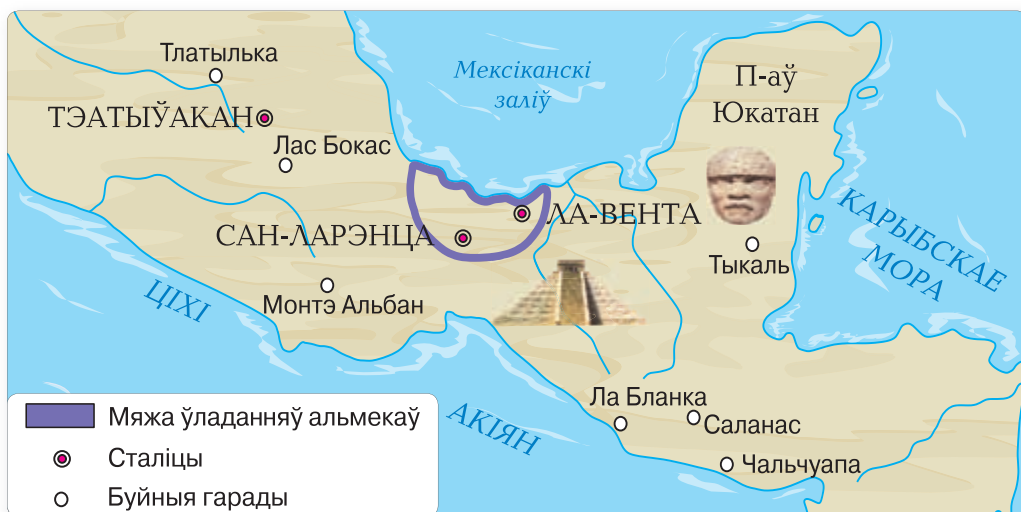 Тлатылька
ТЭАТЫЎАКАН
Лас Бокас
Мексіканскі
заліў
П-аў
Юкатан
ЛА-ВЕНТА
САН-ЛАРЭНЦА
КАРЫБСКАЕ
МОРА
Тыкаль
Монтэ Альбан
ЦІХІ
АКІЯН
Ла Бланка
Саланас
Чальчуапа
Мяжа ўладанняў альмекаў
Сталіцы
Буйныя гарады